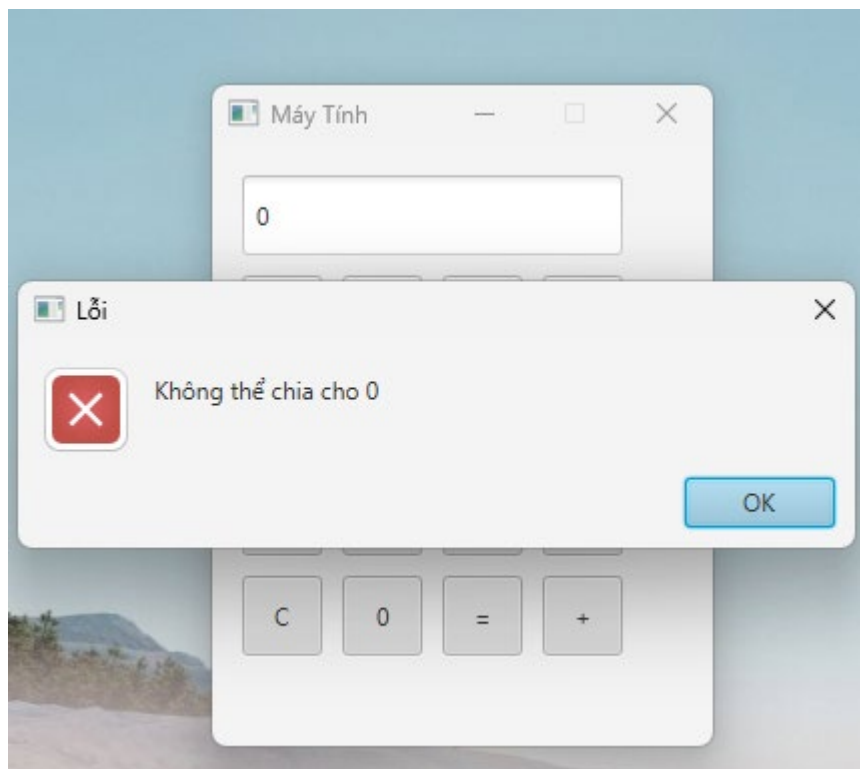 Máy Tính
0
Lỗi
Không thể chia cho 0
OK
C 0 = +